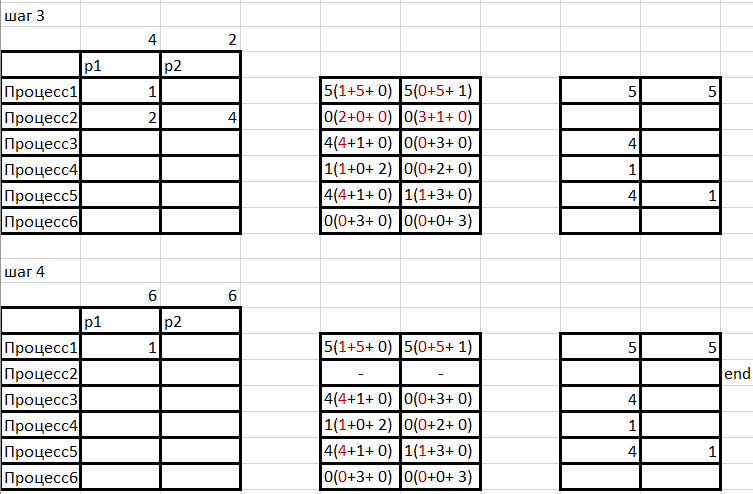 шаг 3
4 2
p1 p2
Процесс1 1 5(1+5+ 0) 5(0+5+ 1) 5 5
Процесс2 2 4 0(2+0+ 0) 0(3+1+ 0)
Процесс3 4(4+1+ 0) 0(0+3+ 0) 4
Процесс4 1(1+0+ 2) 0(0+2+ 0) 1
Процесс5 4(4+1+ 0) 1(1+3+ 0) 4 1
Процесс6 0(0+3+ 0) 0(0+0+ 3)
шаг 4
6 6
p1 p2
Процесс1 1 5(1+5+ 0) 5(0+5+ 1) 5 5
Процесс2 - - end
Процесс3 4(4+1+ 0) 0(0+3+ 0) 4
Процесс4 1(1+0+ 2) 0(0+2+ 0) 1
Процесс5 4(4+1+ 0) 1(1+3+ 0) 4 1
Процесс6 0(0+3+ 0) 0(0+0+ 3)